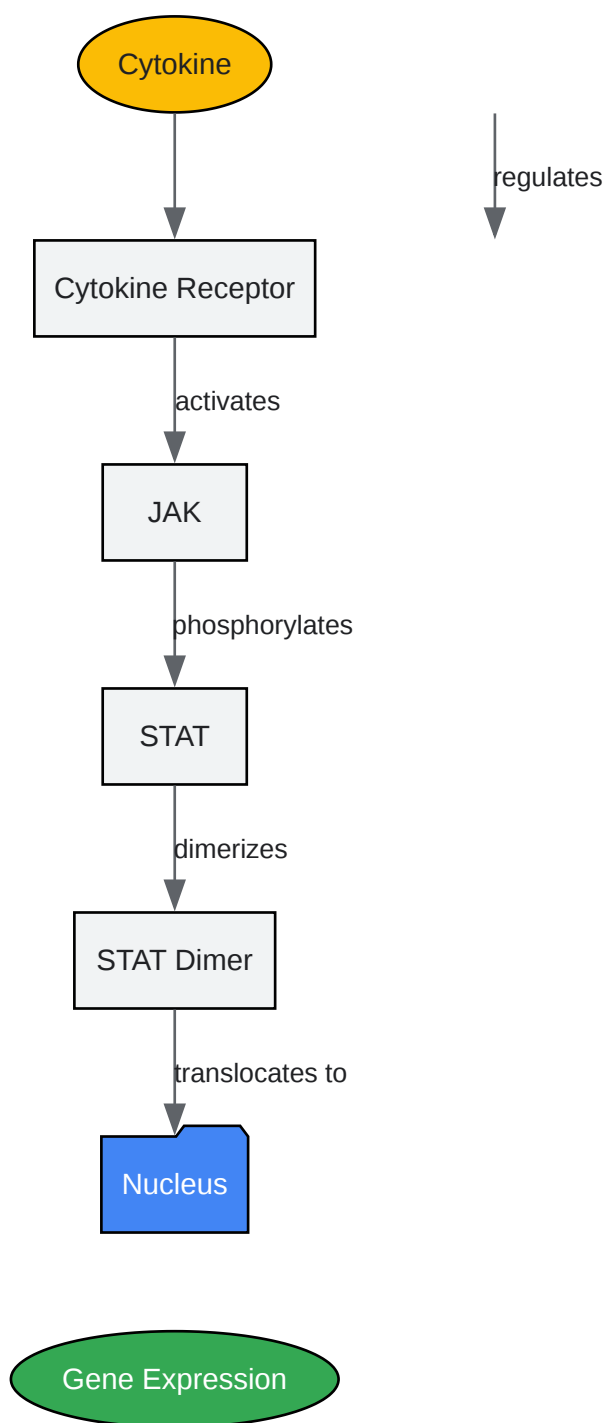 Cytokine
regulates
Cytokine Receptor
activates
JAK
phosphorylates
STAT
dimerizes
STAT Dimer
translocates to
Nucleus
Gene Expression